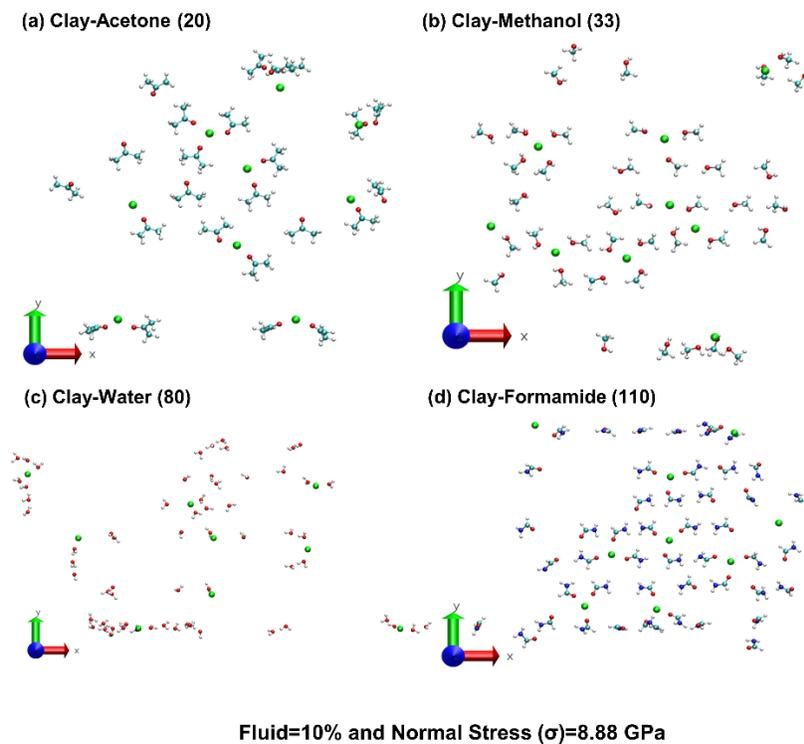 (a) Clay-Acetone (20)
(b) Clay-Methanol (33)
y
x
y
x
(c) Clay-Water (80)
(d) Clay-Formamide (110)
y
x
y
x
Fluid=10% and Normal Stress (σ)=8.88 GPa